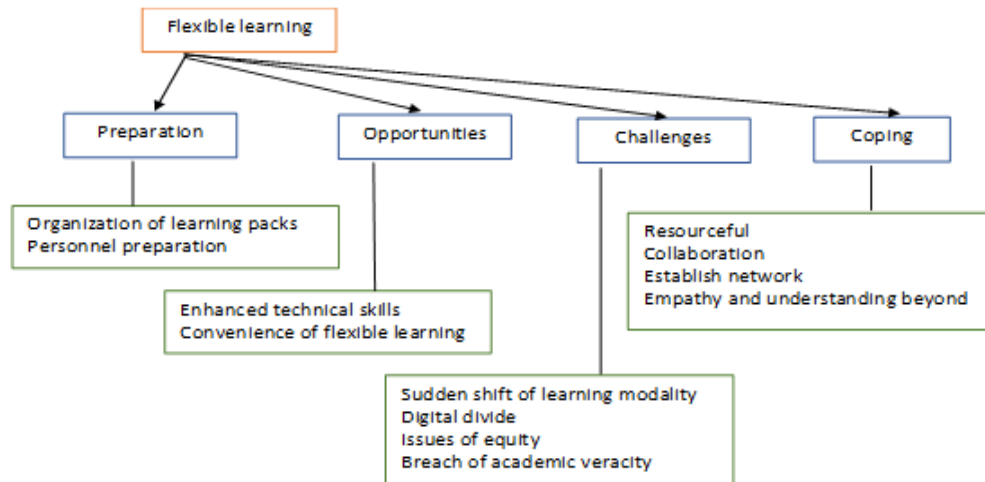 Flexible learning
Preparation
Opportunities
Challenges
Coping
Organization of learning packs
Personnel preparation
Enhanced technical skills
Convenience of flexible learning
Sudden shift of learning modality
Digital divide
Issues of equity
Breach of academic veracity
Resourceful
Collaboration
Establish network
Empathy and understanding beyond